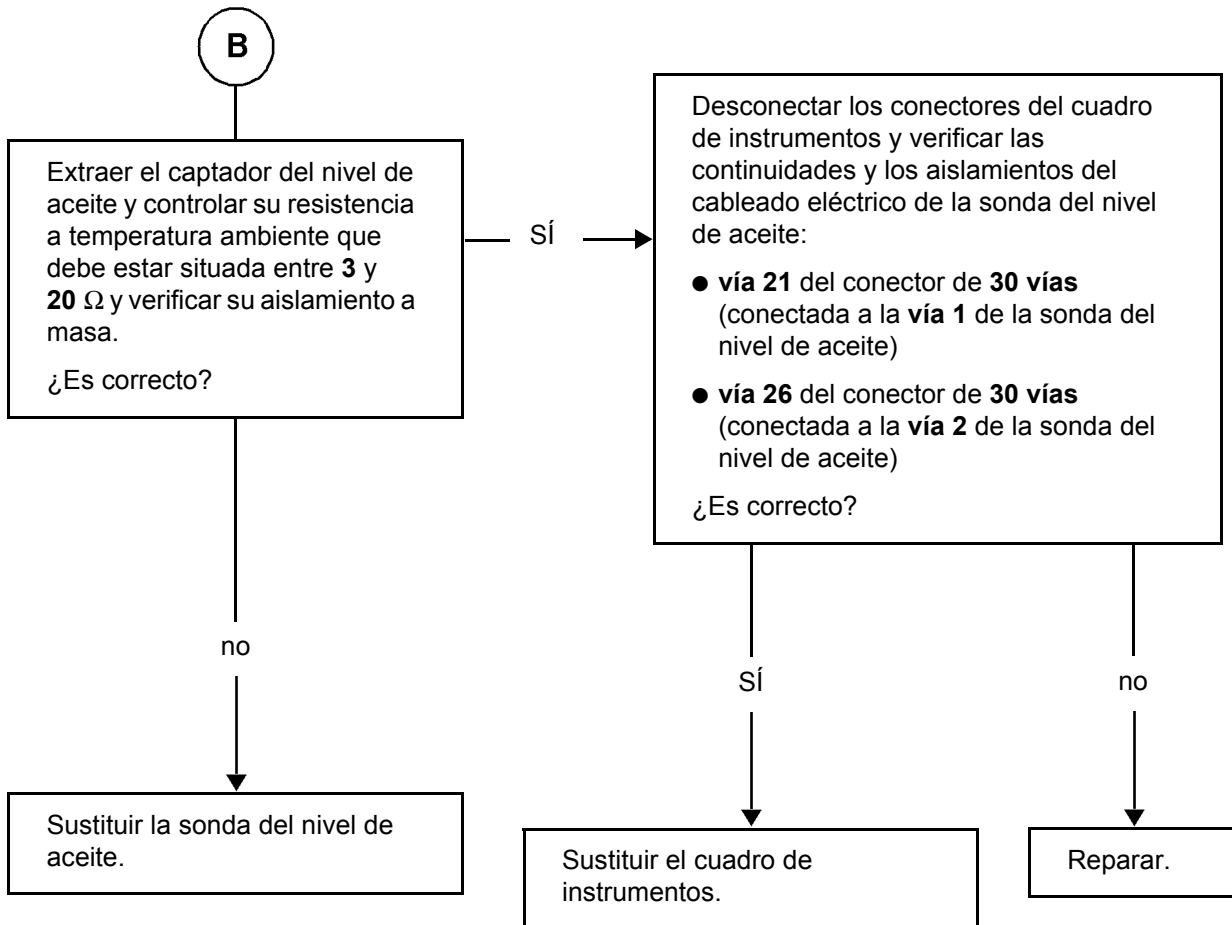 B
Extraer el captador del nivel de
aceite y controlar su resistencia
a temperatura ambiente que
debe estar situada entre 3 y
20 Ω y verificar su aislamiento a
masa.
¿Es correcto?
SÍ
Desconectar los conectores del cuadro
de instrumentos y verificar las
continuidades y los aislamientos del
cableado eléctrico de la sonda del nivel
de aceite:
● vía 21 del conector de 30 vías
(conectada a la vía 1 de la sonda del
nivel de aceite)
● vía 26 del conector de 30 vías
(conectada a la vía 2 de la sonda del
nivel de aceite)
¿Es correcto?
no
SÍ
no
Sustituir la sonda del nivel de
aceite.
Sustituir el cuadro de
instrumentos.
Reparar.